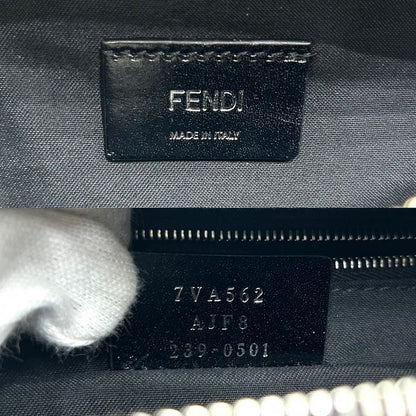 FENDI
MADE IN ITALY
7VA562
AJF8
239-0501